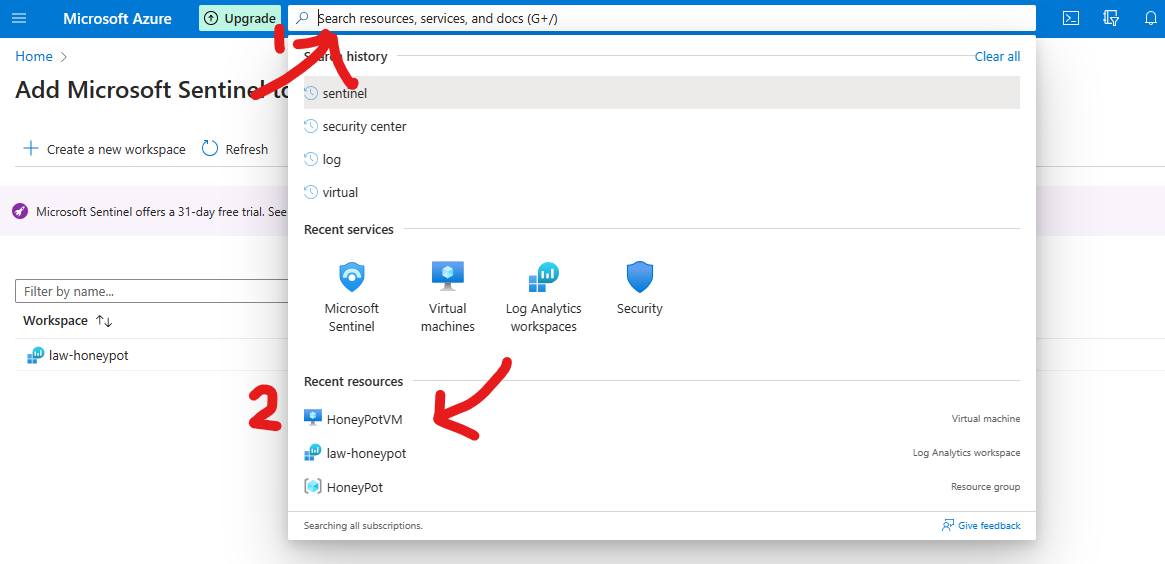 Microsoft Azure
Upgrade
Search resources, services, and docs (G+/)
1
Home
Search history
Clear all
Add Microsoft Sentinel to
sentinel
security center
Create a new workspace
Refresh
log
virtual
Microsoft Sentinel offers a 31-day free trial. See
Recent services
Filter by name...
Microsoft Sentinel
Virtual machines
Log Analytics workspaces
Security
Workspace
law-honeypot
Recent resources
2
HoneyPotVM
Virtual machine
law-honeypot
Log Analytics workspace
HoneyPot
Resource group
Searching all subscriptions.
Give feedback